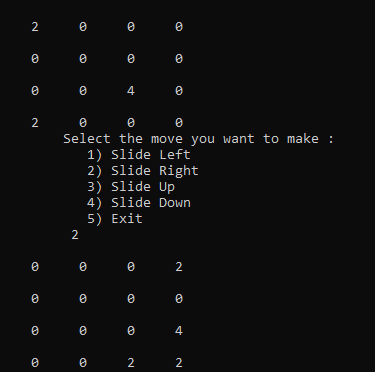 2 0 0 0
0 0 0 0
0 0 4 0
2 0 0 0
Select the move you want to make :
1) Slide Left
2) Slide Right
3) Slide Up
4) Slide Down
5) Exit
2
0 0 0 2
0 0 0 0
0 0 0 4
0 0 2 2